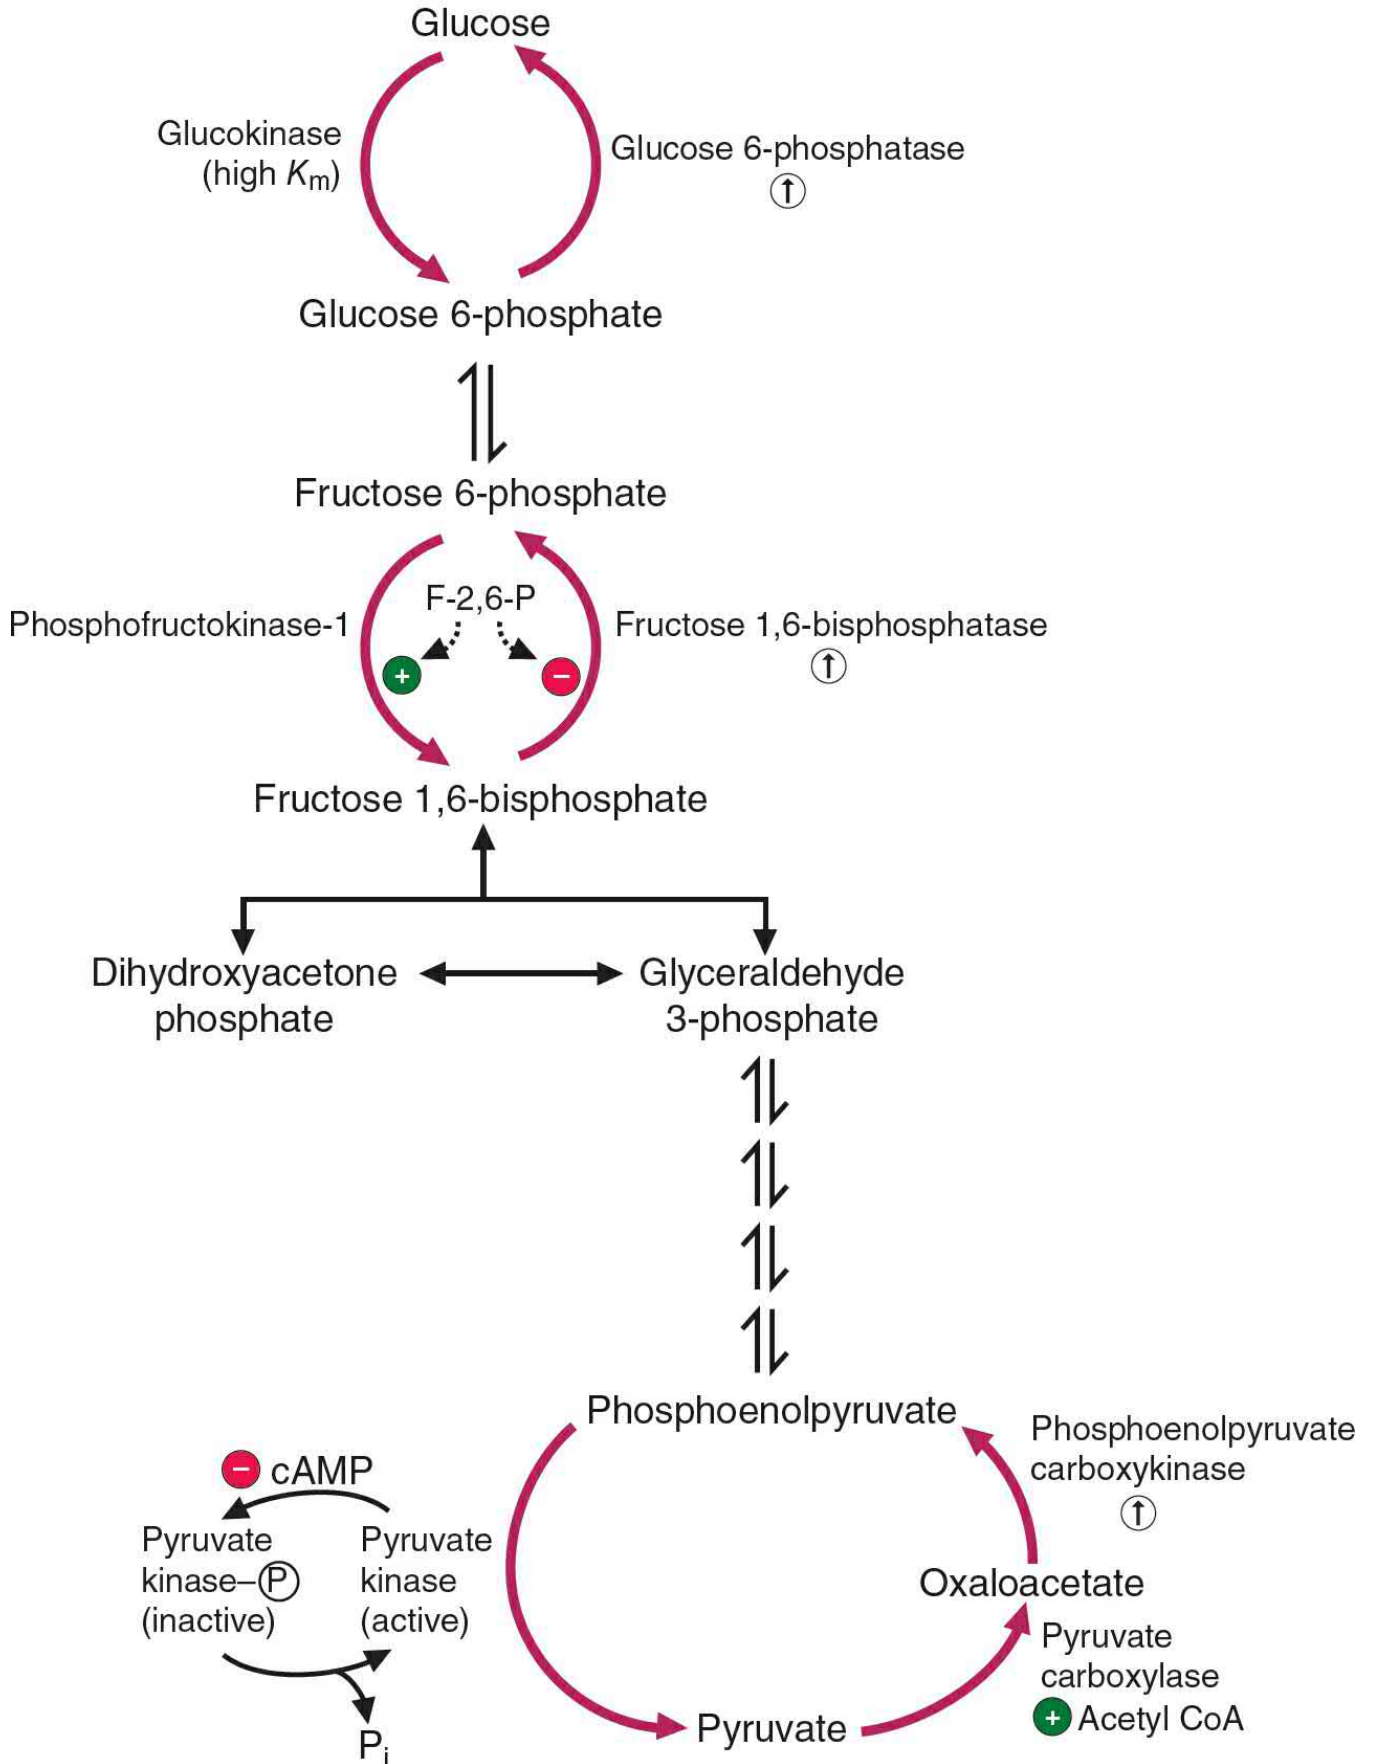 Glucose
Glucokinase
(high Km)
Glucose 6-phosphatase
↑
Glucose 6-phosphate
Fructose 6-phosphate
F-2,6-P
Phosphofructokinase-1
Fructose 1,6-bisphosphatase
↑
+
−
Fructose 1,6-bisphosphate
Dihydroxyacetone
phosphate
Glyceraldehyde
3-phosphate
Phosphoenolpyruvate
Phosphoenolpyruvate
carboxykinase
↑
− cAMP
Pyruvate
kinase–P
(inactive)
Pyruvate
kinase
(active)
Oxaloacetate
Pyruvate
carboxylase
+ Acetyl CoA
Pyruvate
Pi